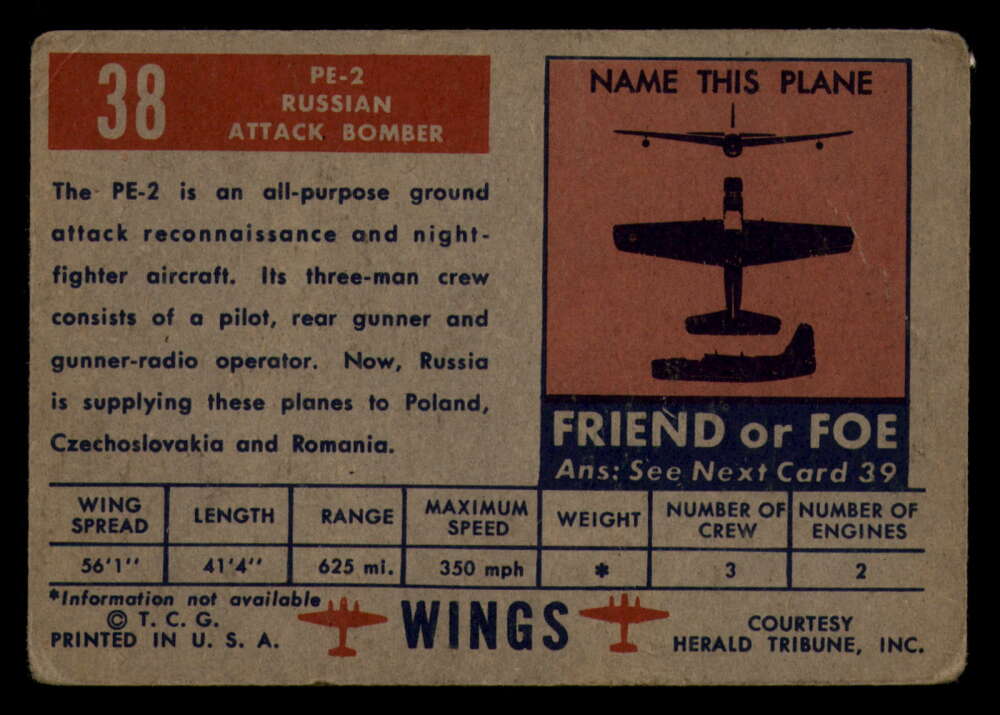 38
PE-2
RUSSIAN
ATTACK BOMBER
The PE-2 is an all-purpose ground
attack reconnaissance and night-
fighter aircraft. Its three-man crew
consists of a pilot, rear gunner and
gunner-radio operator. Now, Russia
is supplying these planes to Poland,
Czechoslovakia and Romania.
NAME THIS PLANE
FRIEND or FOE
Ans: See Next Card 39
WING SPREAD LENGTH RANGE MAXIMUM SPEED WEIGHT NUMBER OF CREW NUMBER OF ENGINES
56'1'' 41'4'' 625 mi. 350 mph * 3 2
*Information not available
© T. C. G.
PRINTED IN U. S. A.
WINGS
COURTESY
HERALD TRIBUNE, INC.